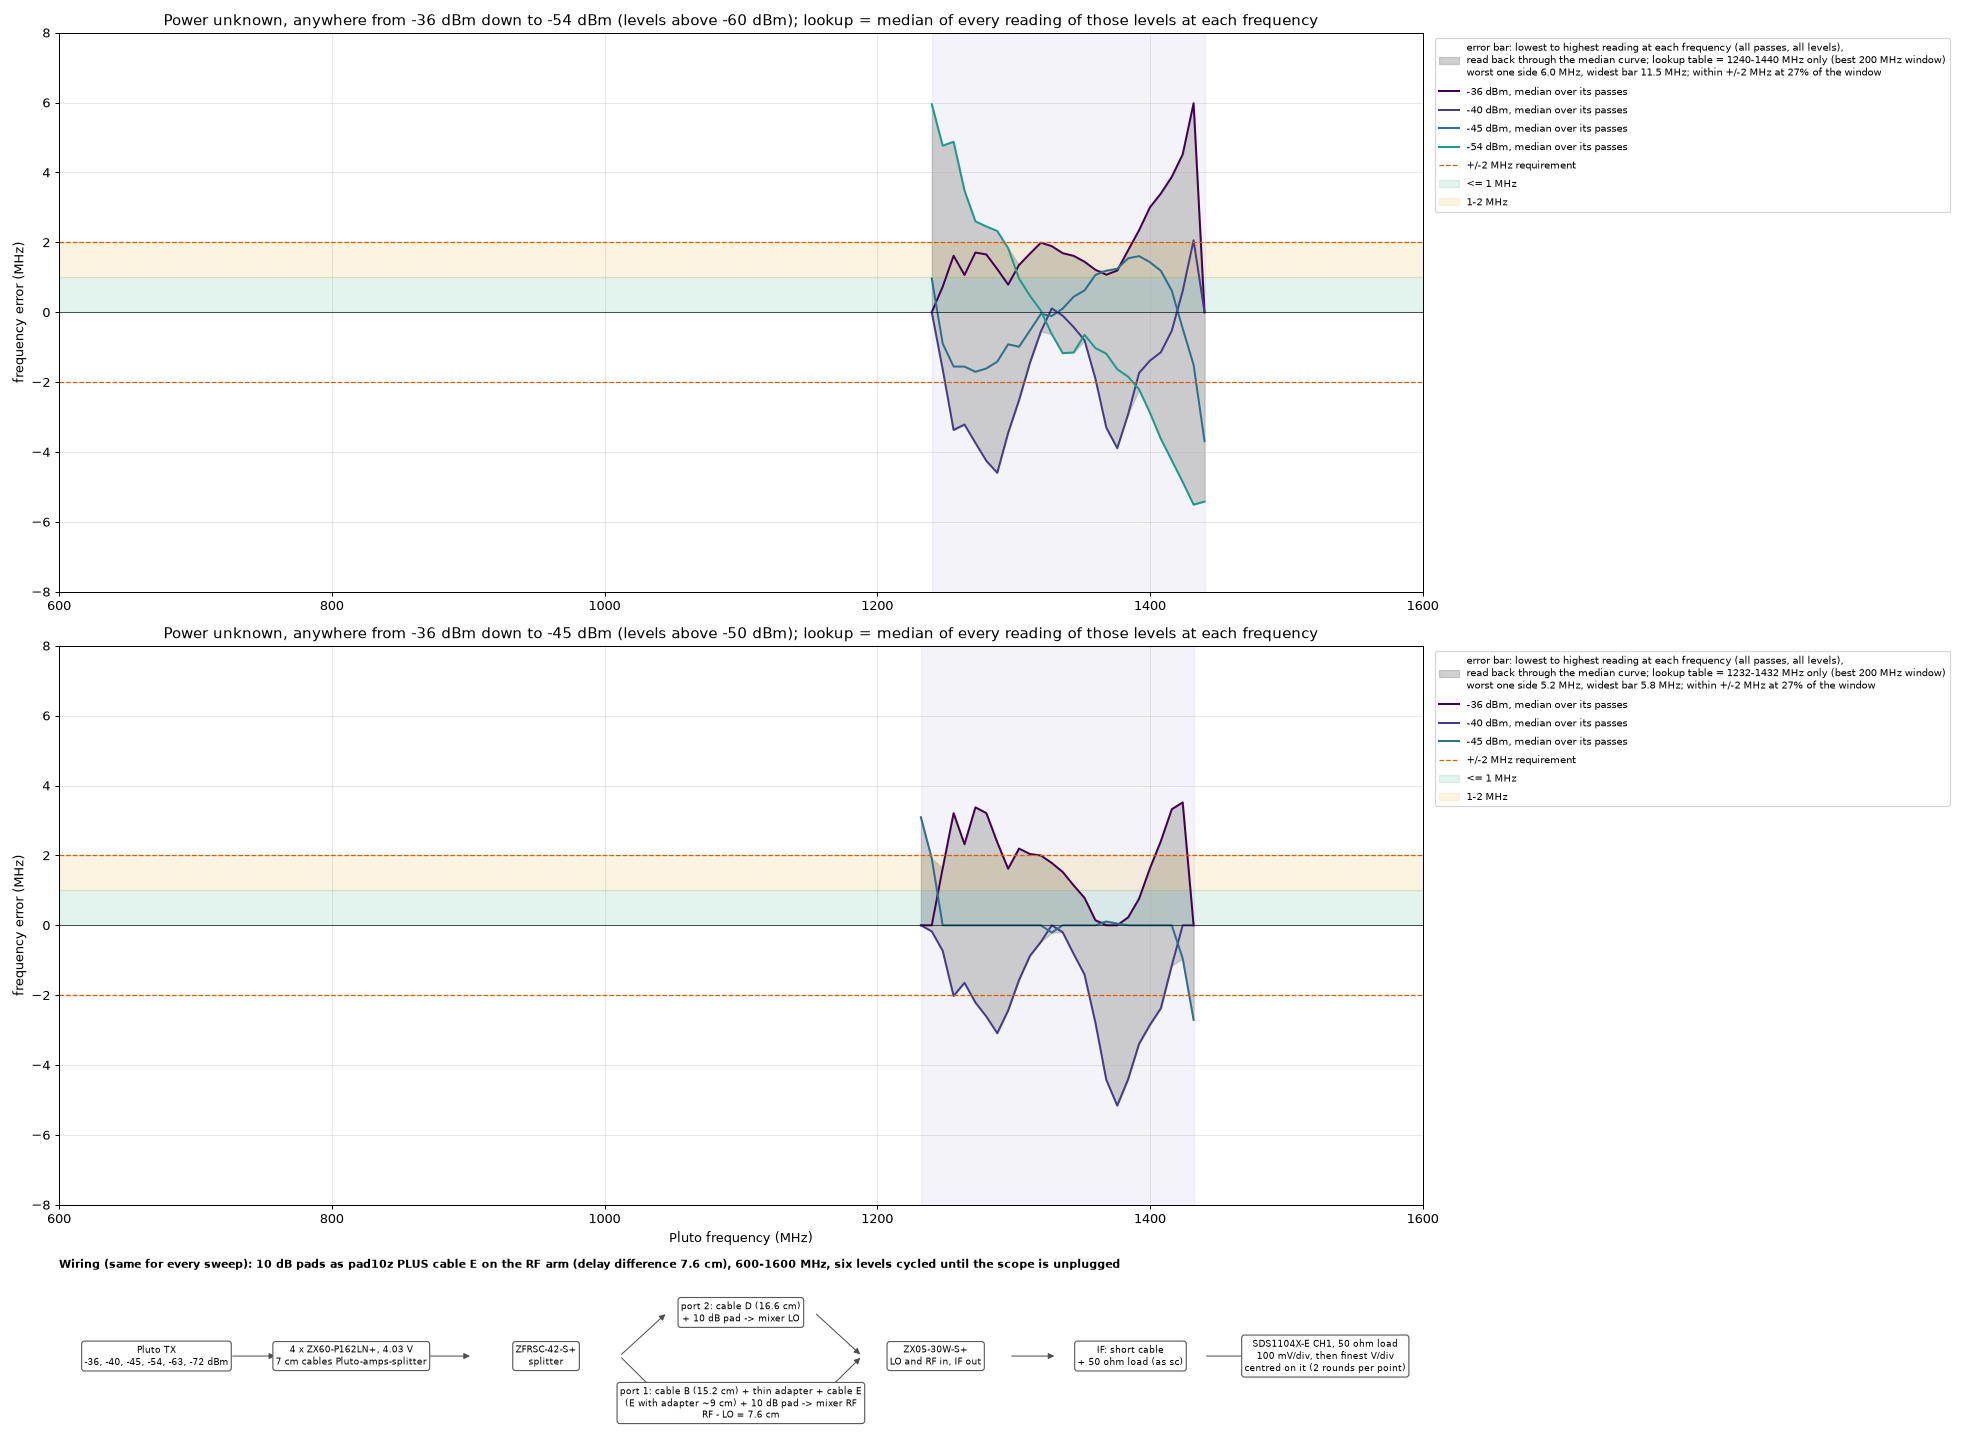 Power unknown, anywhere from -36 dBm down to -54 dBm (levels above -60 dBm); lookup = median of every reading of those levels at each frequency
8
6
4
2
0
−2
−4
−6
−8
frequency error (MHz)
600
800
1000
1200
1400
1600
error bar: lowest to highest reading at each frequency (all passes, all levels),
read back through the median curve; lookup table = 1240-1440 MHz only (best 200 MHz window)
worst one side 6.0 MHz, widest bar 11.5 MHz; within +/-2 MHz at 27% of the window
-36 dBm, median over its passes
-40 dBm, median over its passes
-45 dBm, median over its passes
-54 dBm, median over its passes
+/-2 MHz requirement
<= 1 MHz
1-2 MHz
Power unknown, anywhere from -36 dBm down to -45 dBm (levels above -50 dBm); lookup = median of every reading of those levels at each frequency
8
6
4
2
0
−2
−4
−6
−8
frequency error (MHz)
600
800
1000
1200
1400
1600
Pluto frequency (MHz)
error bar: lowest to highest reading at each frequency (all passes, all levels),
read back through the median curve; lookup table = 1232-1432 MHz only (best 200 MHz window)
worst one side 5.2 MHz, widest bar 5.8 MHz; within +/-2 MHz at 27% of the window
-36 dBm, median over its passes
-40 dBm, median over its passes
-45 dBm, median over its passes
+/-2 MHz requirement
<= 1 MHz
1-2 MHz
Wiring (same for every sweep): 10 dB pads as pad10z PLUS cable E on the RF arm (delay difference 7.6 cm), 600-1600 MHz, six levels cycled until the scope is unplugged
Pluto TX
-36, -40, -45, -54, -63, -72 dBm
4 x ZX60-P162LN+, 4.03 V
7 cm cables Pluto-amps-splitter
ZFRSC-42-S+
splitter
port 2: cable D (16.6 cm)
+ 10 dB pad -> mixer LO
port 1: cable B (15.2 cm) + thin adapter + cable E
(E with adapter ~9 cm) + 10 dB pad -> mixer RF
RF - LO = 7.6 cm
ZX05-30W-S+
LO and RF in, IF out
IF: short cable
+ 50 ohm load (as sc)
SDS1104X-E CH1, 50 ohm load
100 mV/div, then finest V/div
centred on it (2 rounds per point)